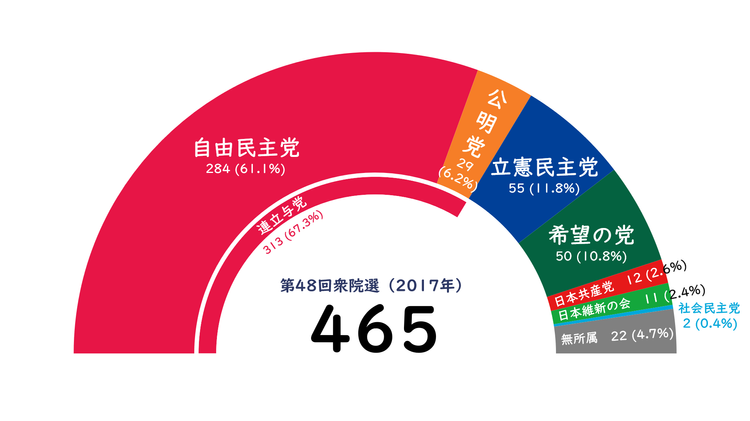 自由民主党
284 (61.1%)
公明党
29
(6.2%)
立憲民主党
55 (11.8%)
希望の党
50 (10.8%)
日本共産党 12 (2.6%)
日本維新の会 11 (2.4%)
社会民主党
2 (0.4%)
無所属 22 (4.7%)
連立与党
313 (67.3%)
第48回衆院選（2017年）
465